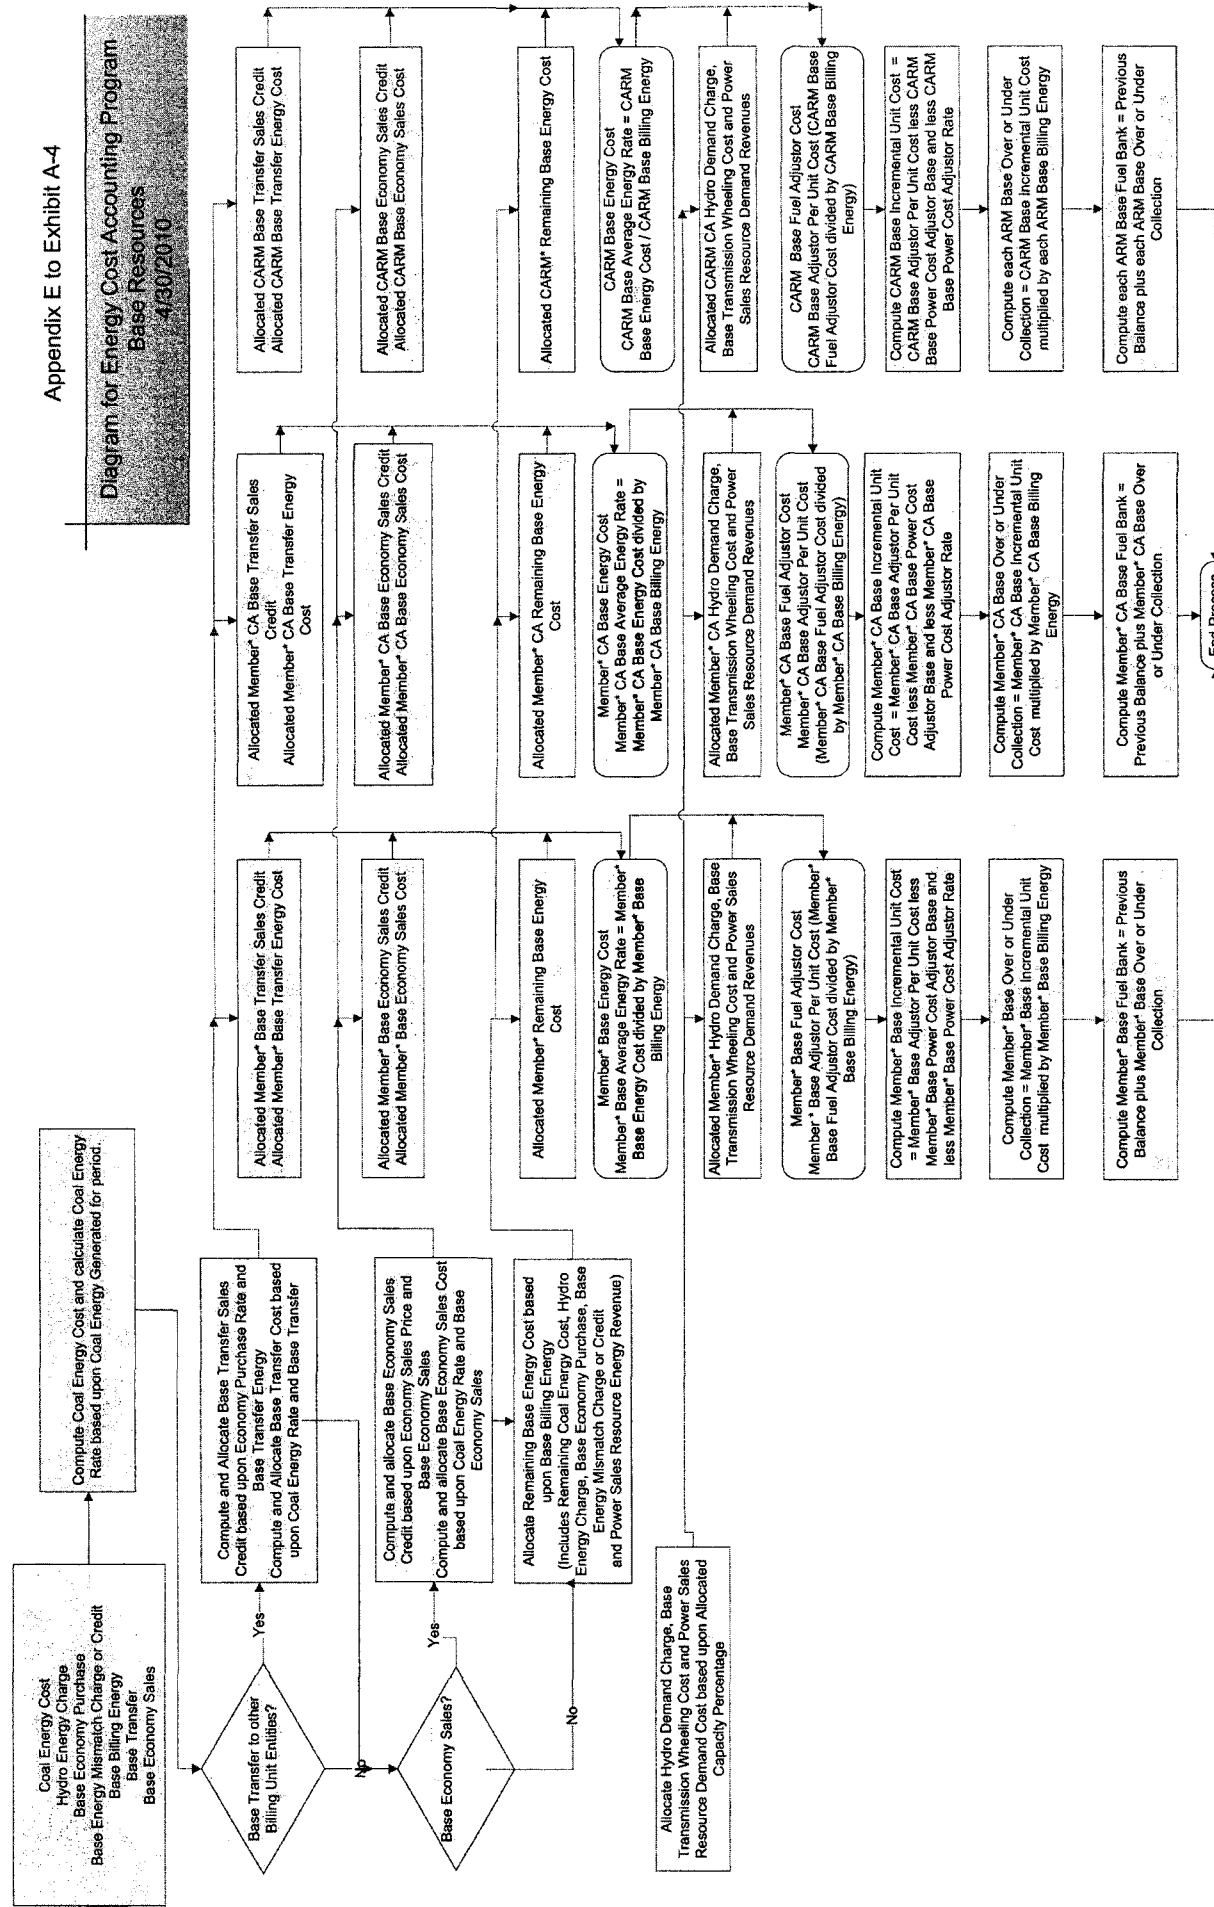 Appendix E to Exhibit A-4
Diagram for Energy Cost Accounting Program
Base Resources
4/30/2010
Coal Energy Cost
Hydro Energy Charge
Base Economy Purchase
Base Energy Mismatch Charge or Credit
Base Billing Energy
Base Transfer
Base Economy Sales
Compute Coal Energy Cost and calculate Coal Energy
Rate based upon Coal Energy Generated for period.
Base Transfer to other
Billing Unit Entities?
Yes
No
Compute and Allocate Base Transfer Sales
Credit based upon Economy Purchase Rate and
Base Transfer Energy
Compute and Allocate Base Transfer Cost based
upon Coal Energy Rate and Base Transfer
Base Economy Sales?
Yes
No
Compute and allocate Base Economy Sales
Credit based upon Economy Sales Price and
Base Economy Sales
Compute and allocate Base Economy Sales Cost
based upon Coal Energy Rate and Base
Economy Sales
Allocate Remaining Base Energy Cost based
upon Base Billing Energy
(Includes Remaining Coal Energy Cost, Hydro
Energy Charge, Base Economy Purchase, Base
Energy Mismatch Charge or Credit
and Power Sales Resource Energy Revenue)
Allocate Hydro Demand Charge, Base
Transmission Wheeling Cost and Power Sales
Resource Demand Cost based upon Allocated
Capacity Percentage
Allocated Member* Base Transfer Sales Credit
Allocated Member* Base Transfer Energy Cost
Allocated Member* Base Economy Sales Credit
Allocated Member* Base Economy Sales Cost
Allocated Member* Remaining Base Energy
Cost
Member* Base Energy Cost
Member* Base Average Energy Rate = Member*
Base Energy Cost divided by Member* Base
Billing Energy
Allocated Member* Hydro Demand Charge, Base
Transmission Wheeling Cost and Power Sales
Resource Demand Revenues
Member* Base Fuel Adjustor Cost
Member* Base Adjustor Per Unit Cost (Member*
Base Fuel Adjustor Cost divided by Member*
Base Billing Energy)
Compute Member* Base Incremental Unit Cost
= Member* Base Adjustor Per Unit Cost less
Member* Base Power Cost Adjustor Base and
less Member* Base Power Cost Adjustor Rate
Compute Member* Base Over or Under
Collection = Member* Base Incremental Unit
Cost multiplied by Member* Base Billing Energy
Compute Member* Base Fuel Bank = Previous
Balance plus Member* Base Over or Under
Collection
Allocated Member* CA Base Transfer Sales
Credit
Allocated Member* CA Base Transfer Energy
Cost
Allocated Member* CA Base Economy Sales Credit
Allocated Member* CA Base Economy Sales Cost
Allocated Member* CA Remaining Base Energy
Cost
Member* CA Base Energy Cost
Member* CA Base Average Energy Rate =
Member* CA Base Energy Cost divided by
Member* CA Base Billing Energy
Allocated Member* CA Hydro Demand Charge,
Base Transmission Wheeling Cost and Power
Sales Resource Demand Revenues
Member* CA Base Fuel Adjustor Cost
Member* CA Base Adjustor Per Unit Cost
(Member* CA Base Fuel Adjustor Cost divided
by Member* CA Base Billing Energy)
Compute Member* CA Base Incremental Unit
Cost = Member* CA Base Adjustor Per Unit
Cost less Member* CA Base Power Cost
Adjustor Base and less Member* CA Base
Power Cost Adjustor Rate
Compute Member* CA Base Over or Under
Collection = Member* CA Base Incremental Unit
Cost multiplied by Member* CA Base Billing
Energy
Compute Member* CA Base Fuel Bank =
Previous Balance plus Member* CA Base Over
or Under Collection
Allocated CARM Base Transfer Sales Credit
Allocated CARM Base Transfer Energy Cost
Allocated CARM Base Economy Sales Credit
Allocated CARM Base Economy Sales Cost
Allocated CARM* Remaining Base Energy Cost
CARM Base Energy Cost
CARM Base Average Energy Rate = CARM
Base Energy Cost / CARM Base Billing Energy
Allocated CARM CA Hydro Demand Charge,
Base Transmission Wheeling Cost and Power
Sales Resource Demand Revenues
CARM Base Fuel Adjustor Cost
CARM Base Adjustor Per Unit Cost (CARM Base
Fuel Adjustor Cost divided by CARM Base Billing
Energy)
Compute CARM Base Incremental Unit Cost =
CARM Base Adjustor Per Unit Cost less CARM
Base Power Cost Adjustor Base and less CARM
Base Power Cost Adjustor Rate
Compute each ARM Base Over or Under
Collection = CARM Base Incremental Unit Cost
multiplied by each ARM Base Billing Energy
Compute each ARM Base Fuel Bank = Previous
Balance plus each ARM Base Over or Under
Collection
End Process